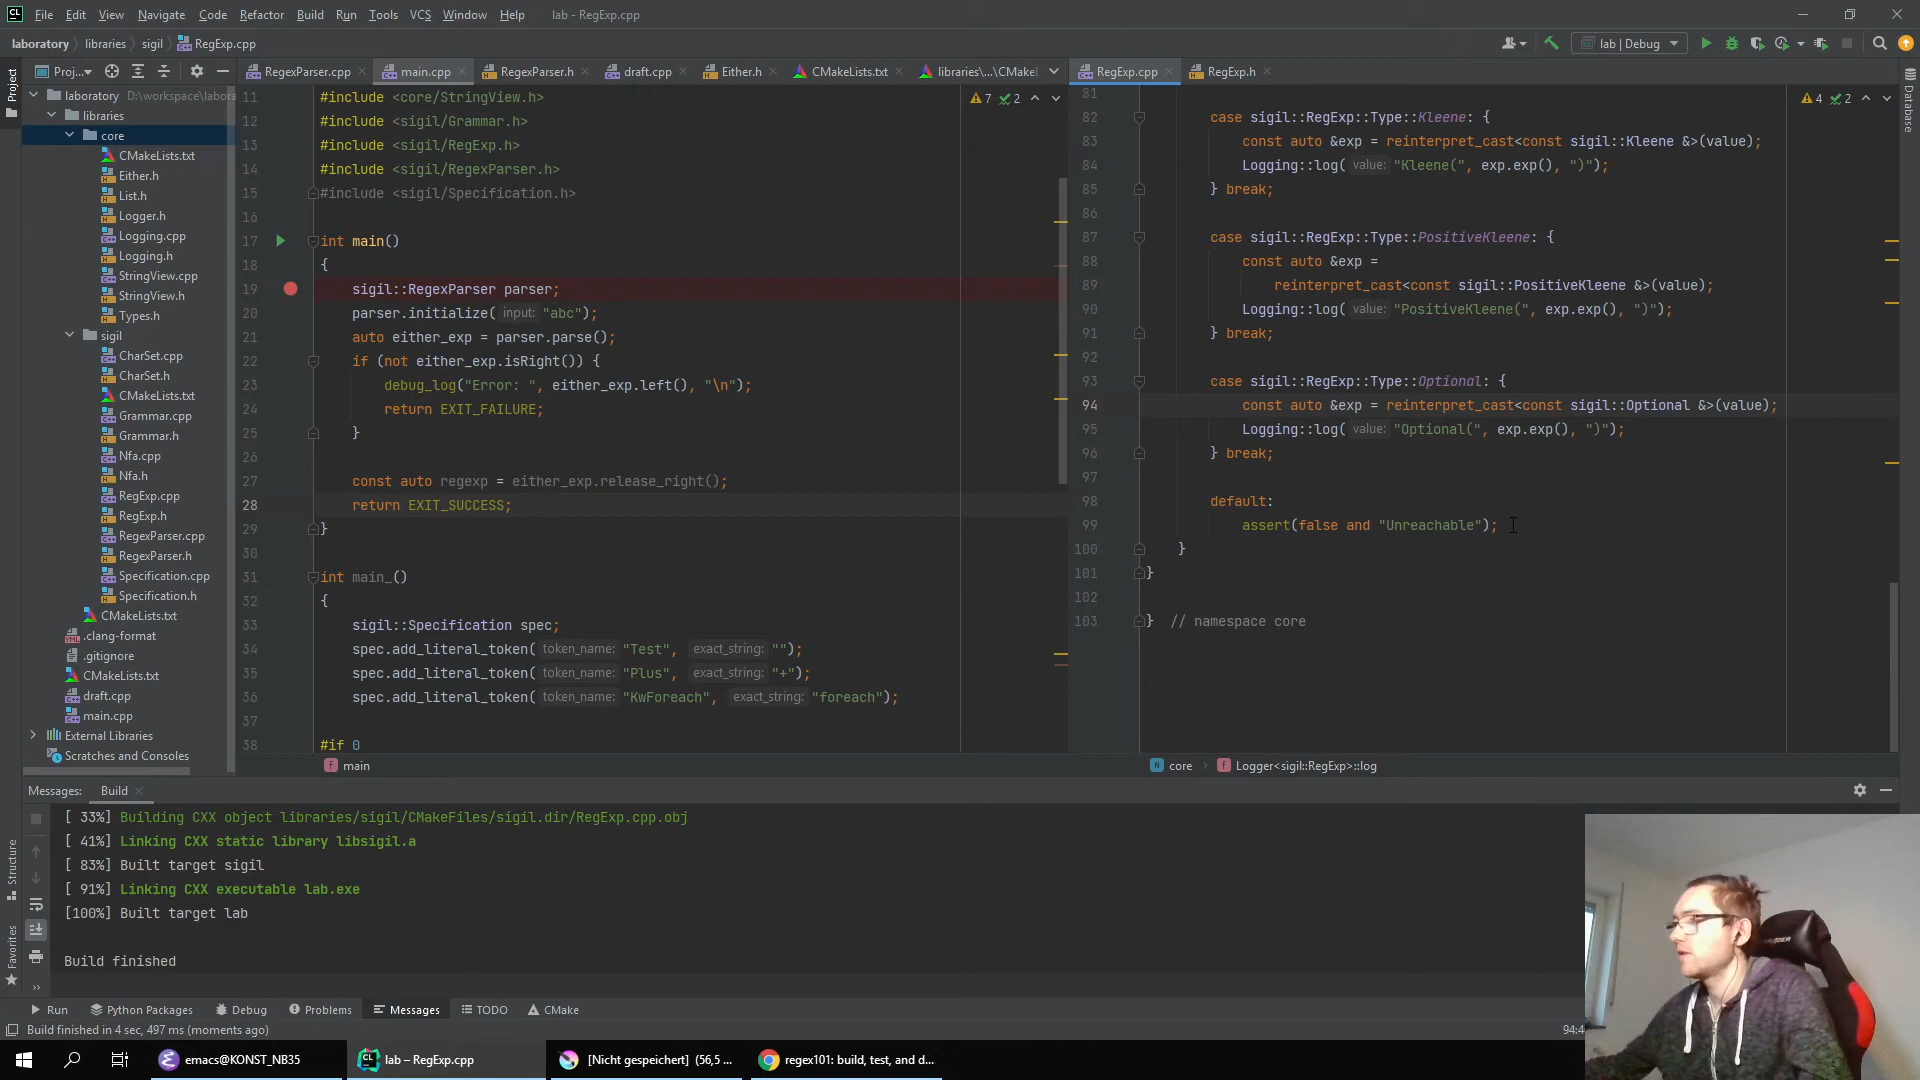 File Edit View Navigate Code Refactor Build Run Tools VCS Window Help lab - RegExp.cpp
laboratory libraries sigil RegExp.cpp lab | Debug
Proj... RegexParser.cpp main.cpp RegexParser.h draft.cpp Either.h CMakeLists.txt libraries\...\CMakeL RegExp.cpp RegExp.h
Project
Database
laboratory D:\workspace\labora
libraries
core
CMakeLists.txt
Either.h
List.h
Logger.h
Logging.cpp
Logging.h
StringView.cpp
StringView.h
Types.h
sigil
CharSet.cpp
CharSet.h
CMakeLists.txt
Grammar.cpp
Grammar.h
Nfa.cpp
Nfa.h
RegExp.cpp
RegExp.h
RegexParser.cpp
RegexParser.h
Specification.cpp
Specification.h
CMakeLists.txt
.clang-format
.gitignore
CMakeLists.txt
draft.cpp
main.cpp
External Libraries
Scratches and Consoles
7 2
11 #include <core/StringView.h>
12 #include <sigil/Grammar.h>
13 #include <sigil/RegExp.h>
14 #include <sigil/RegexParser.h>
15 #include <sigil/Specification.h>
16
17 int main()
18 {
19 sigil::RegexParser parser;
20 parser.initialize( input: "abc");
21 auto either_exp = parser.parse();
22 if (not either_exp.isRight()) {
23 debug_log("Error: ", either_exp.left(), "\n");
24 return EXIT_FAILURE;
25 }
26
27 const auto regexp = either_exp.release_right();
28 return EXIT_SUCCESS;
29 }
30
31 int main_()
32 {
33 sigil::Specification spec;
34 spec.add_literal_token( token_name: "Test", exact_string: "");
35 spec.add_literal_token( token_name: "Plus", exact_string: "+");
36 spec.add_literal_token( token_name: "KwForeach", exact_string: "foreach");
37
38 #if 0
main
4 2
81
82 case sigil::RegExp::Type::Kleene: {
83 const auto &exp = reinterpret_cast<const sigil::Kleene &>(value);
84 Logging::log( value: "Kleene(", exp.exp(), ")");
85 } break;
86
87 case sigil::RegExp::Type::PositiveKleene: {
88 const auto &exp =
89 reinterpret_cast<const sigil::PositiveKleene &>(value);
90 Logging::log( value: "PositiveKleene(", exp.exp(), ")");
91 } break;
92
93 case sigil::RegExp::Type::Optional: {
94 const auto &exp = reinterpret_cast<const sigil::Optional &>(value);
95 Logging::log( value: "Optional(", exp.exp(), ")");
96 } break;
97
98 default:
99 assert(false and "Unreachable");
100 }
101 }
102
103 } // namespace core
core Logger<sigil::RegExp>::log
Messages: Build
[ 33%] Building CXX object libraries/sigil/CMakeFiles/sigil.dir/RegExp.cpp.obj
[ 41%] Linking CXX static library libsigil.a
[ 83%] Built target sigil
[ 91%] Linking CXX executable lab.exe
[100%] Built target lab
Build finished
Structure
Favorites
Run Python Packages Debug Problems Messages TODO CMake
Build finished in 4 sec, 497 ms (moments ago) 94:4
emacs@KONST_NB35 lab – RegExp.cpp [Nicht gespeichert] (56,5 ... regex101: build, test, and d...